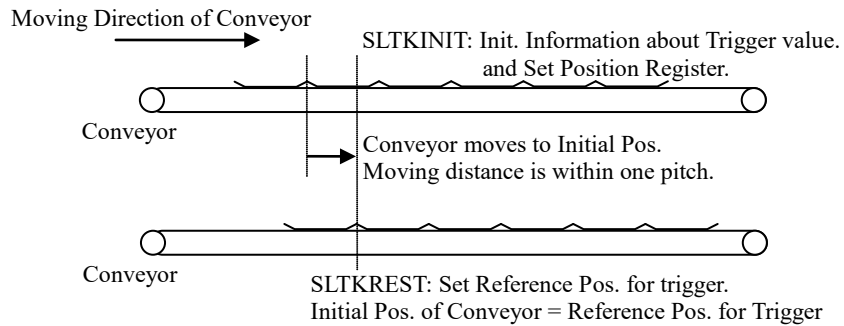 Moving Direction of Conveyor
SLTKINIT: Init. Information about Trigger value.
and Set Position Register.
Conveyor
Conveyor moves to Initial Pos.
Moving distance is within one pitch.
Conveyor
SLTKREST: Set Reference Pos. for trigger.
Initial Pos. of Conveyor = Reference Pos. for Trigger